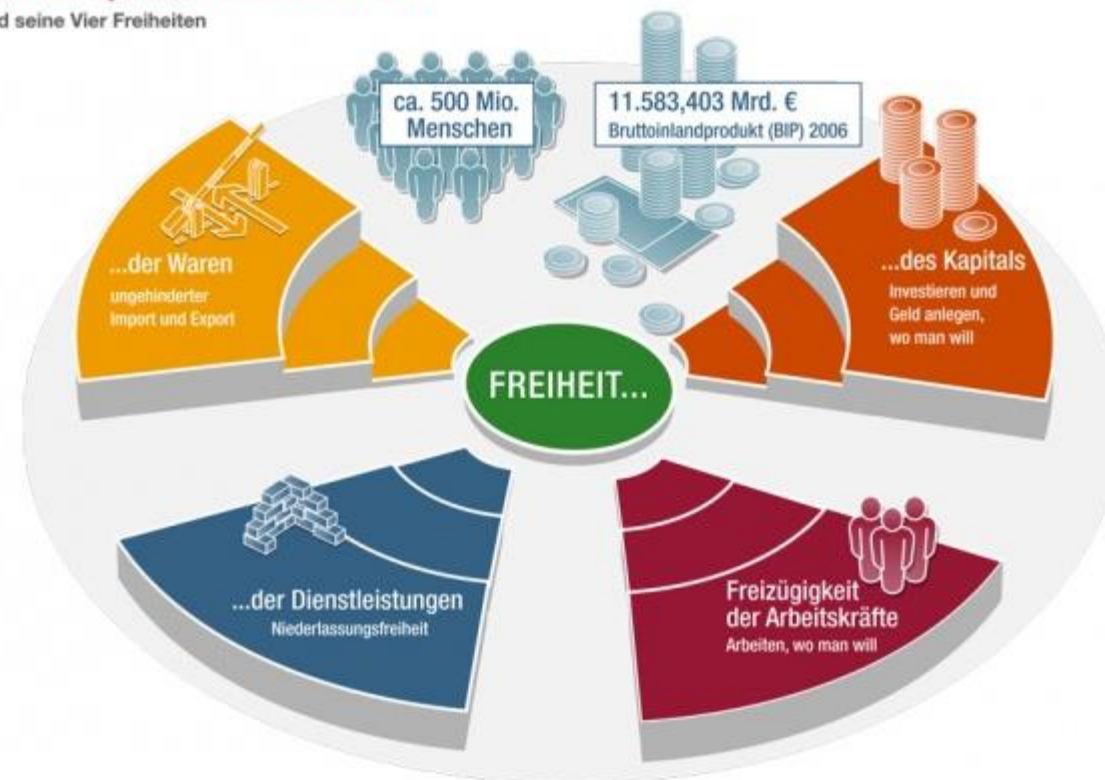 seine Vier Freiheiten
ca. 500 Mio.
Menschen
11.583,403 Mrd. €
Bruttoinlandprodukt (BIP) 2006
...der Waren
ungehinderter
Import und Export
...des Kapitals
Investieren und
Geld anlegen,
wo man will
FREIHEIT...
...der Dienstleistungen
Niederlassungsfreiheit
Freizügigkeit
der Arbeitskräfte
Arbeiten, wo man will